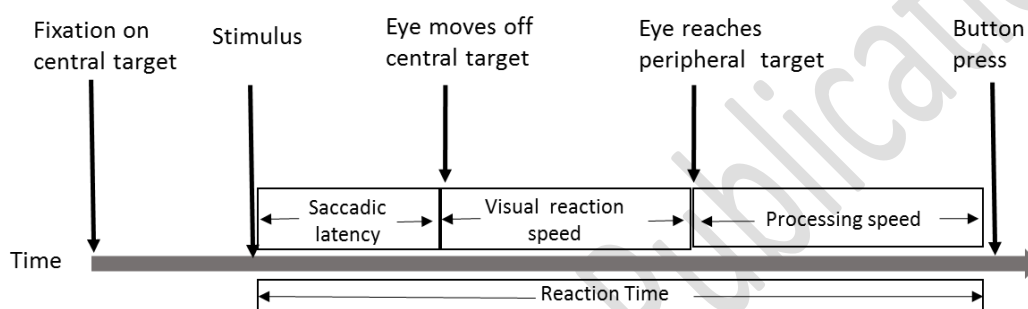 Fixation on
central target
Stimulus
Eye moves off
central target
Eye reaches
peripheral target
Button
press
Saccadic
latency
Visual reaction
speed
Processing speed
Time
Reaction Time
Publication